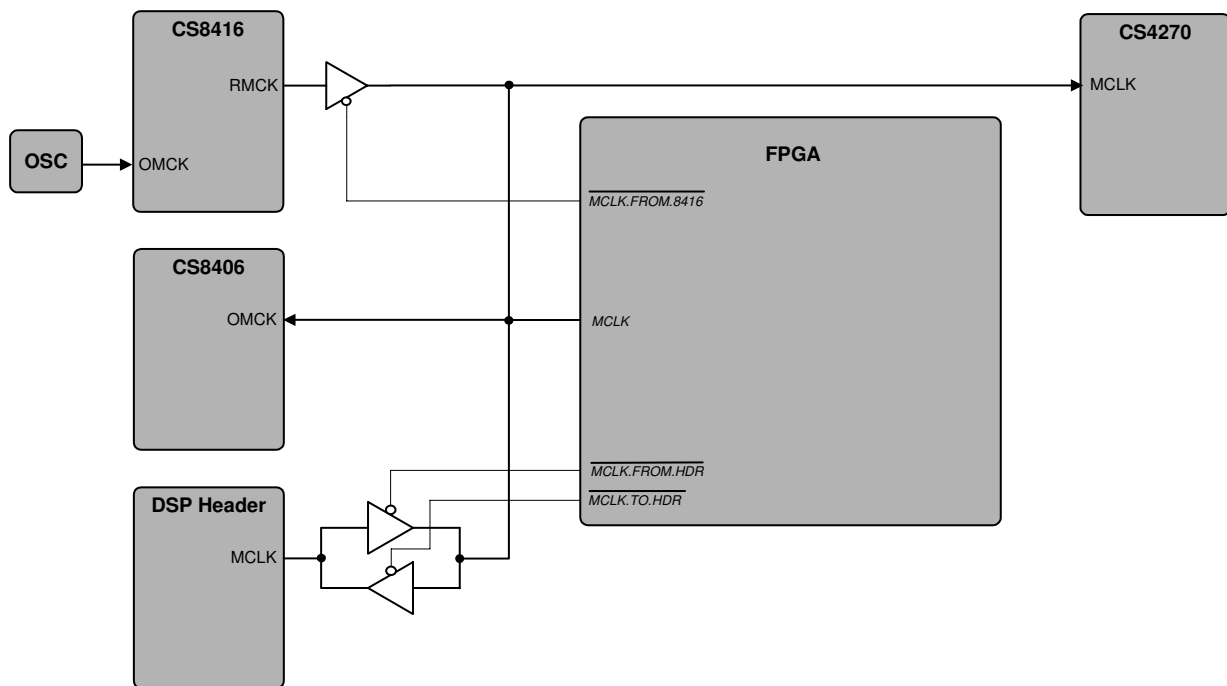 CS8416
RMCK
OMCK
OSC
CS4270
MCLK
FPGA
MCLK.FROM.8416
MCLK
MCLK.FROM.HDR
MCLK.TO.HDR
CS8406
OMCK
DSP Header
MCLK